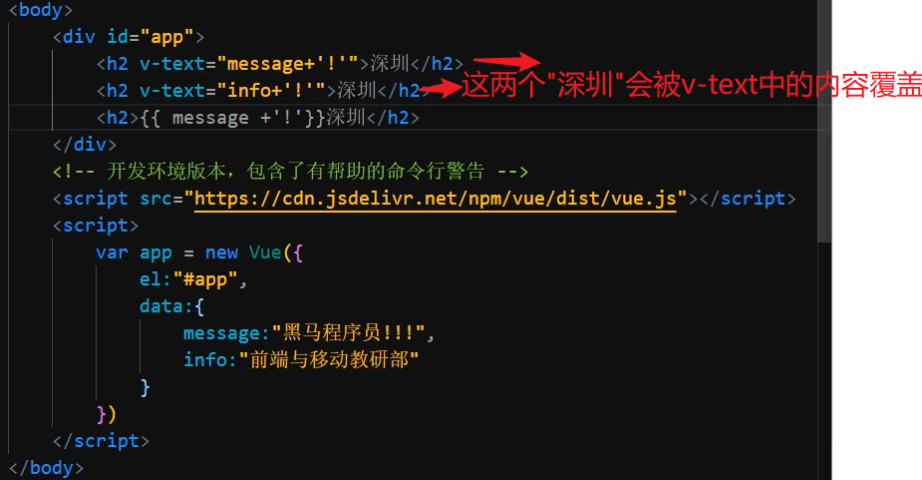 <body>
<div id="app">
<h2 v-text="message+'!'">深圳</h2>
<h2 v-text="info+'!'">深圳</h2>
这两个"深圳"会被v-text中的内容覆盖
<h2>{{ message +'!'}}深圳</h2>
</div>
<!-- 开发环境版本，包含了有帮助的命令行警告 -->
<script src="https://cdn.jsdelivr.net/npm/vue/dist/vue.js"></script>
<script>
var app = new Vue({
el:"#app",
data:{
message:"黑马程序员!!!",
info:"前端与移动教研部"
}
})
</script>
</body>